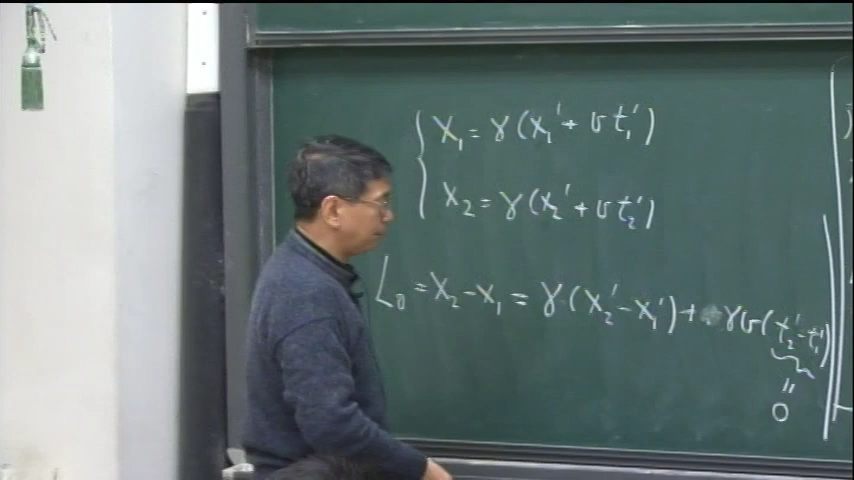 x₁ = γ(x₁' + υt₁')
x₂ = γ(x₂' + υt₂')
L₀ = x₂ - x₁ = γ(x₂' - x₁') + γυ(t₂' - t₁')
"
0